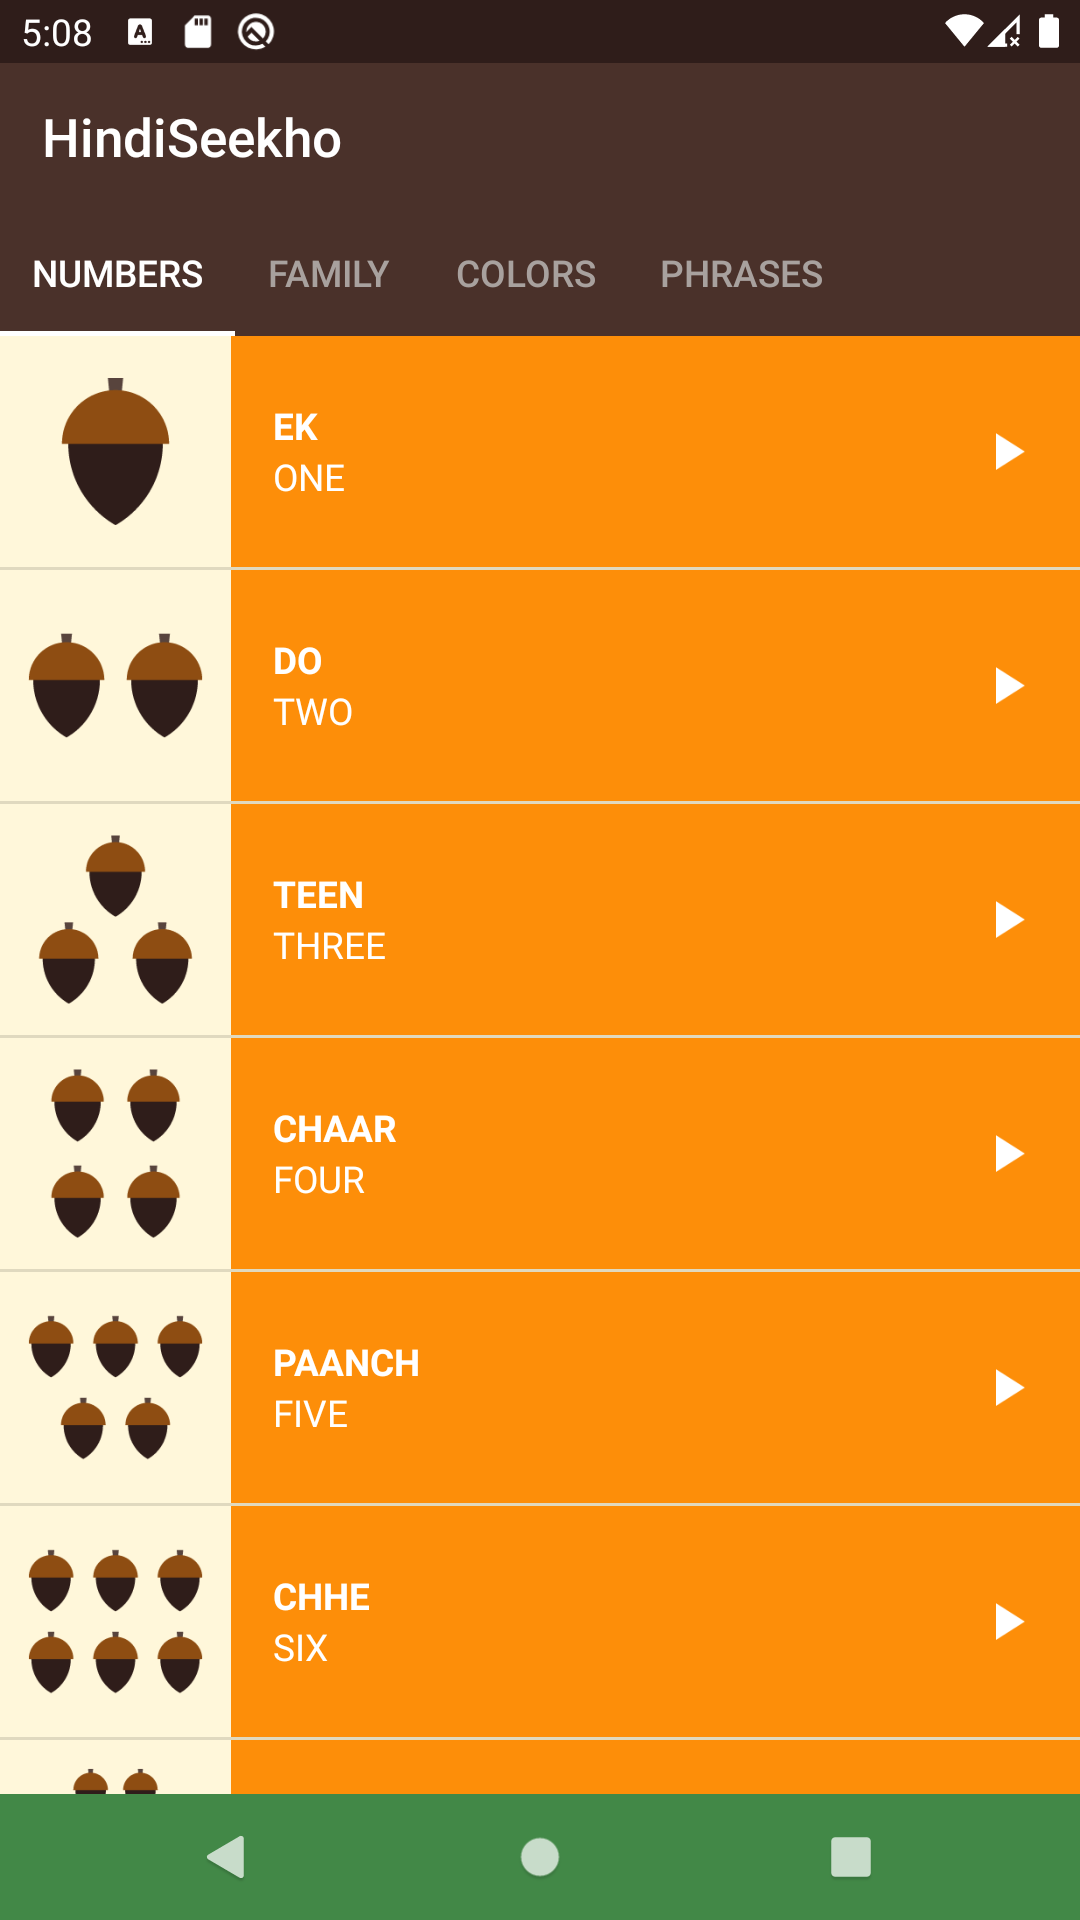 5:08
HindiSeekho
NUMBERS FAMILY COLORS PHRASES
EK
ONE
DO
TWO
TEEN
THREE
CHAAR
FOUR
PAANCH
FIVE
CHHE
SIX